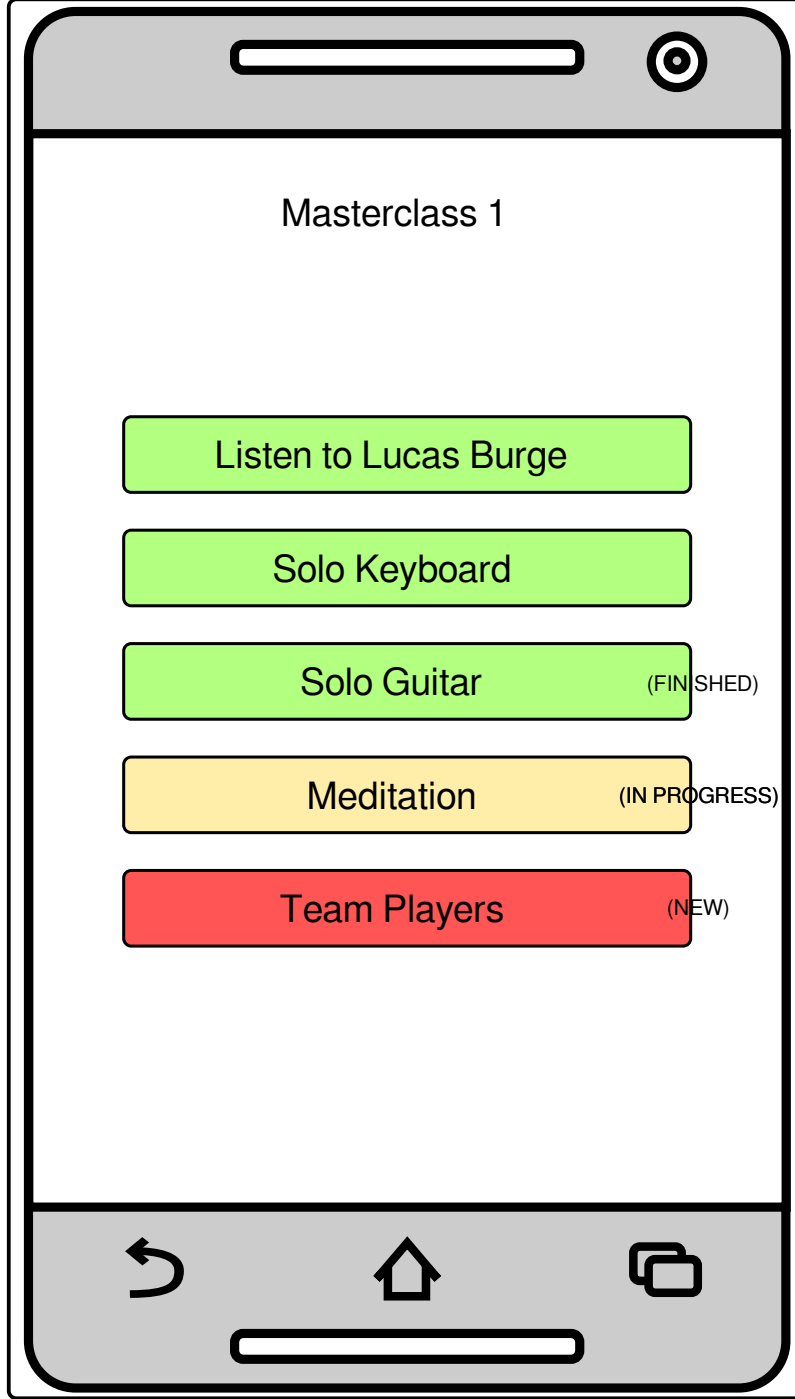 Masterclass 1
Listen to Lucas Burge
Solo Keyboard
Solo Guitar (FINISHED)
Meditation (IN PROGRESS)
Team Players (NEW)